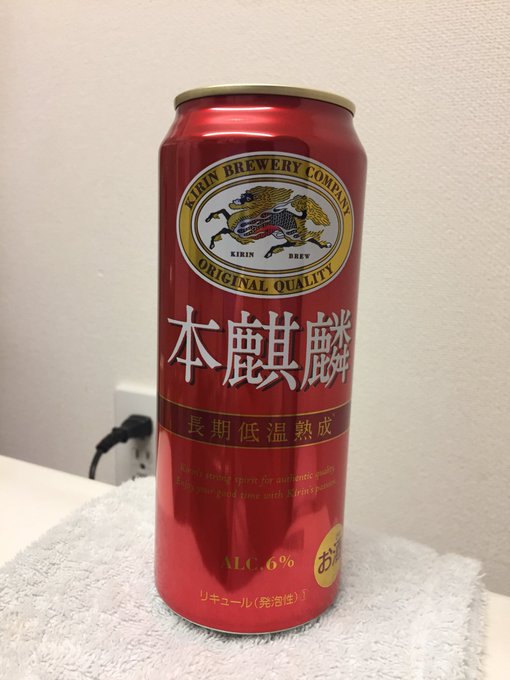 KIRIN BREWERY COMPANY
KIRIN BREW
ORIGINAL QUALITY
本麒麟
長期低温熟成
Kirin's strong spirit for authentic quality.
Enjoy your good time with Kirin's passion.
ALC.6%
お酒
リキュール(発泡性)①